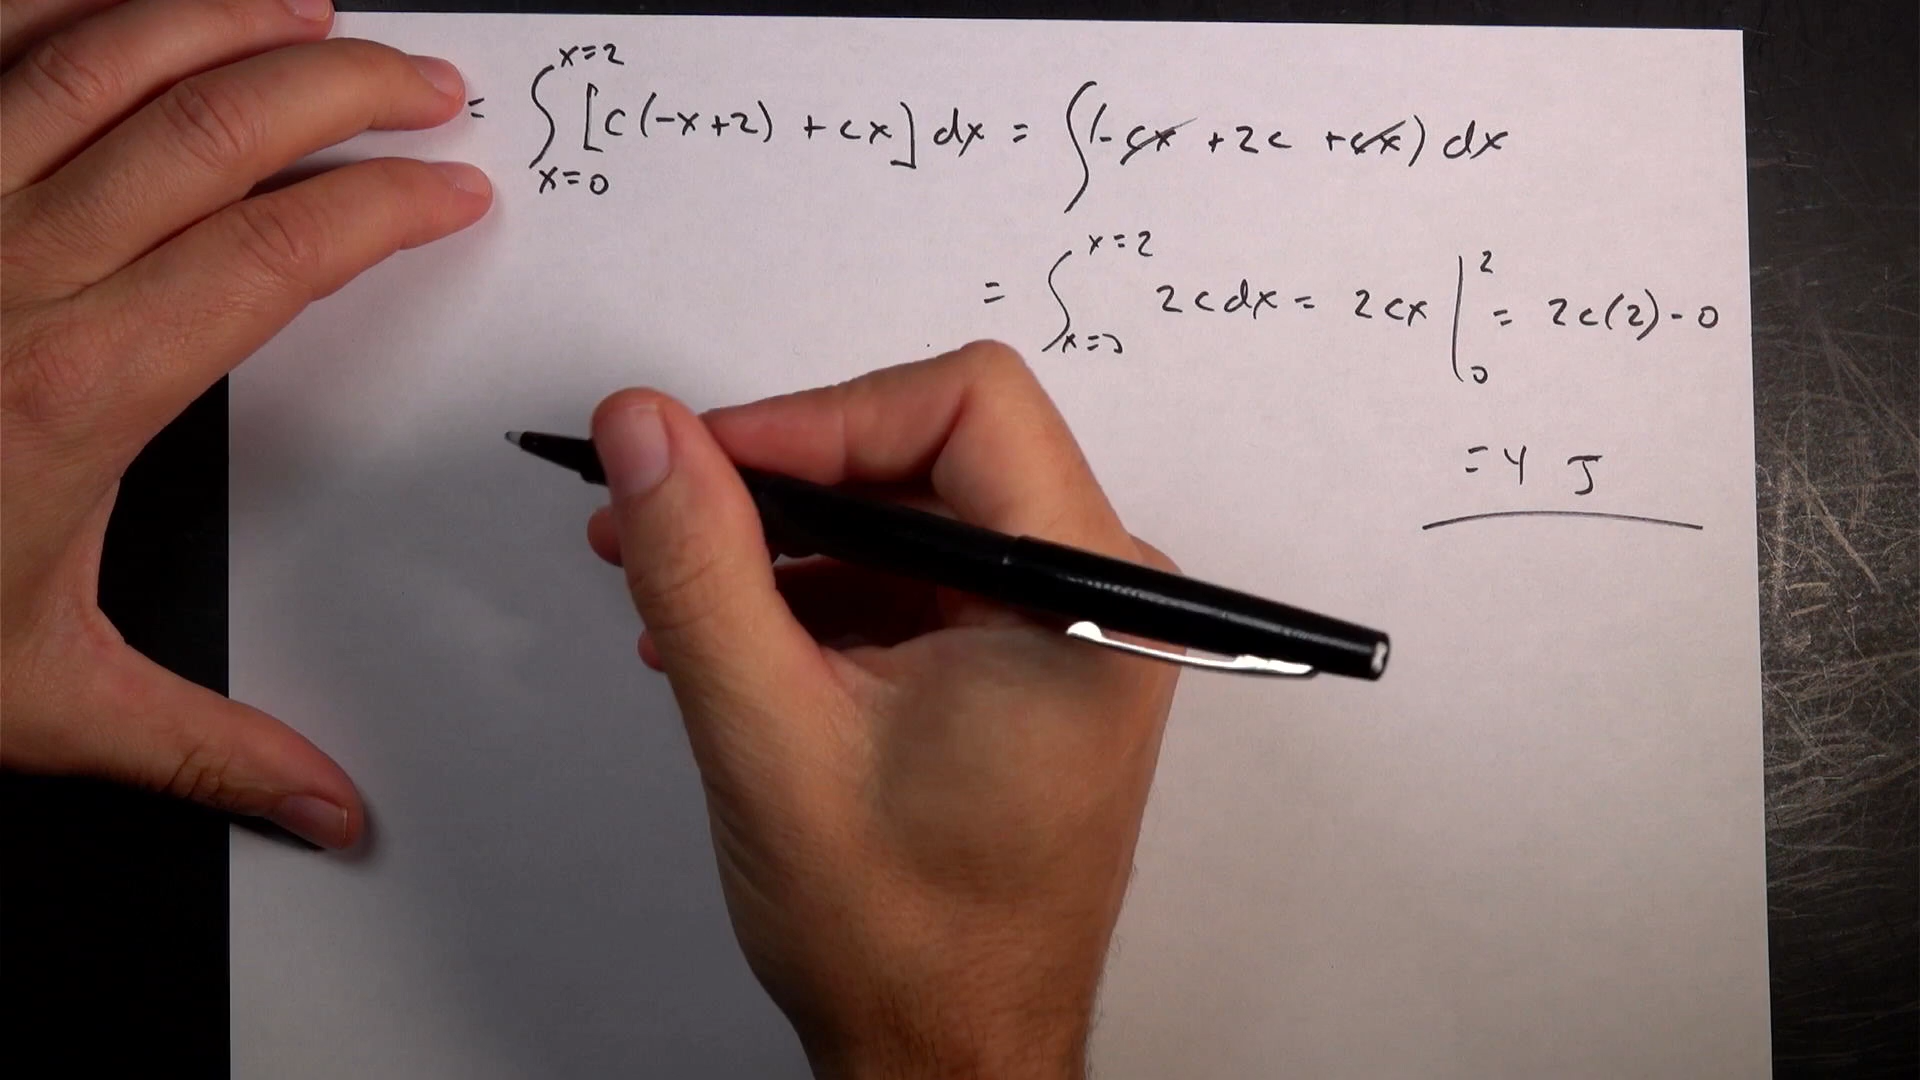 = ∫_{x=0}^{x=2} [c(-x+2) + cx] dx = ∫(-cx + 2c + cx) dx
= ∫_{x=0}^{x=2} 2c dx = 2cx |_0^2 = 2c(2) - 0
= 4 J